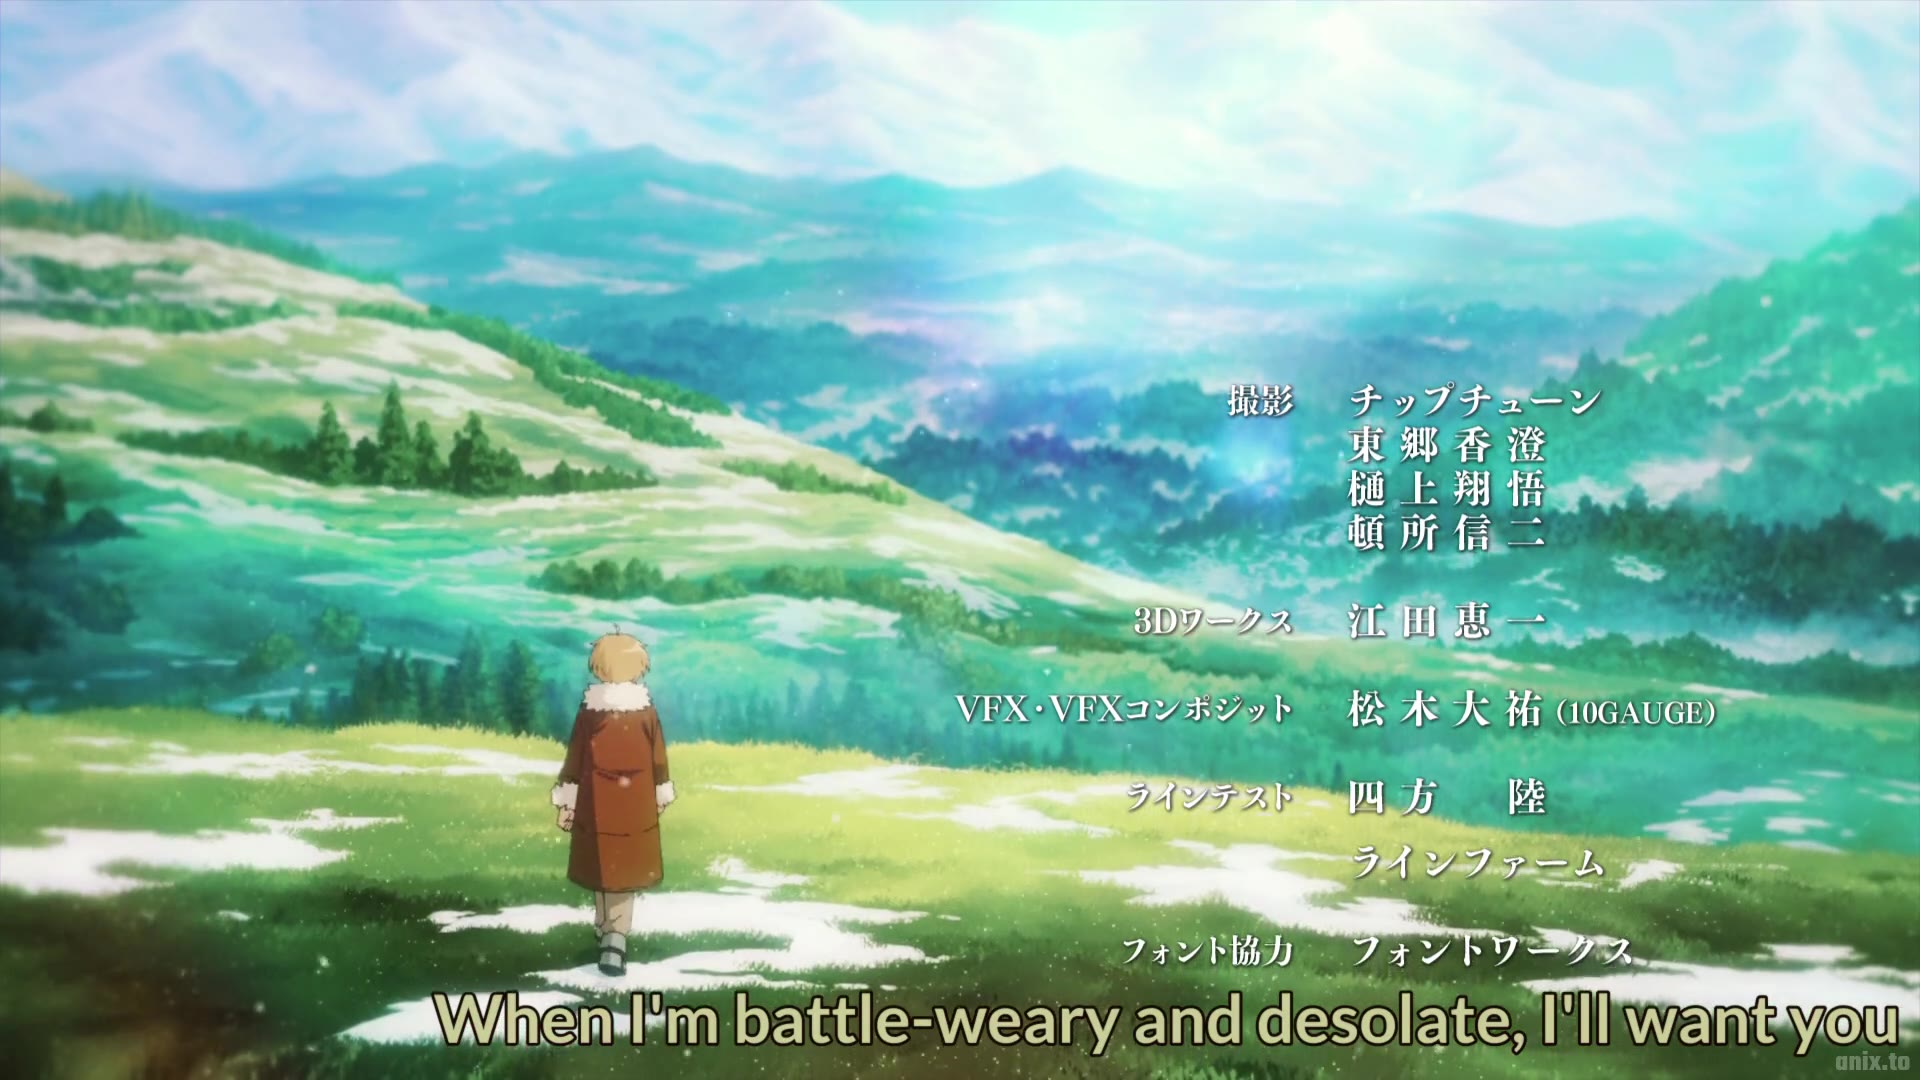 撮影 チップチューン
東郷香澄
樋上翔悟
頓所信二
3Dワークス 江田恵一
VFX・VFXコンポジット 松木大祐(10GAUGE)
ラインテスト 四方 陸
ラインファーム
フォント協力 フォントワークス
When I'm battle-weary and desolate, I'll want you
anix.to